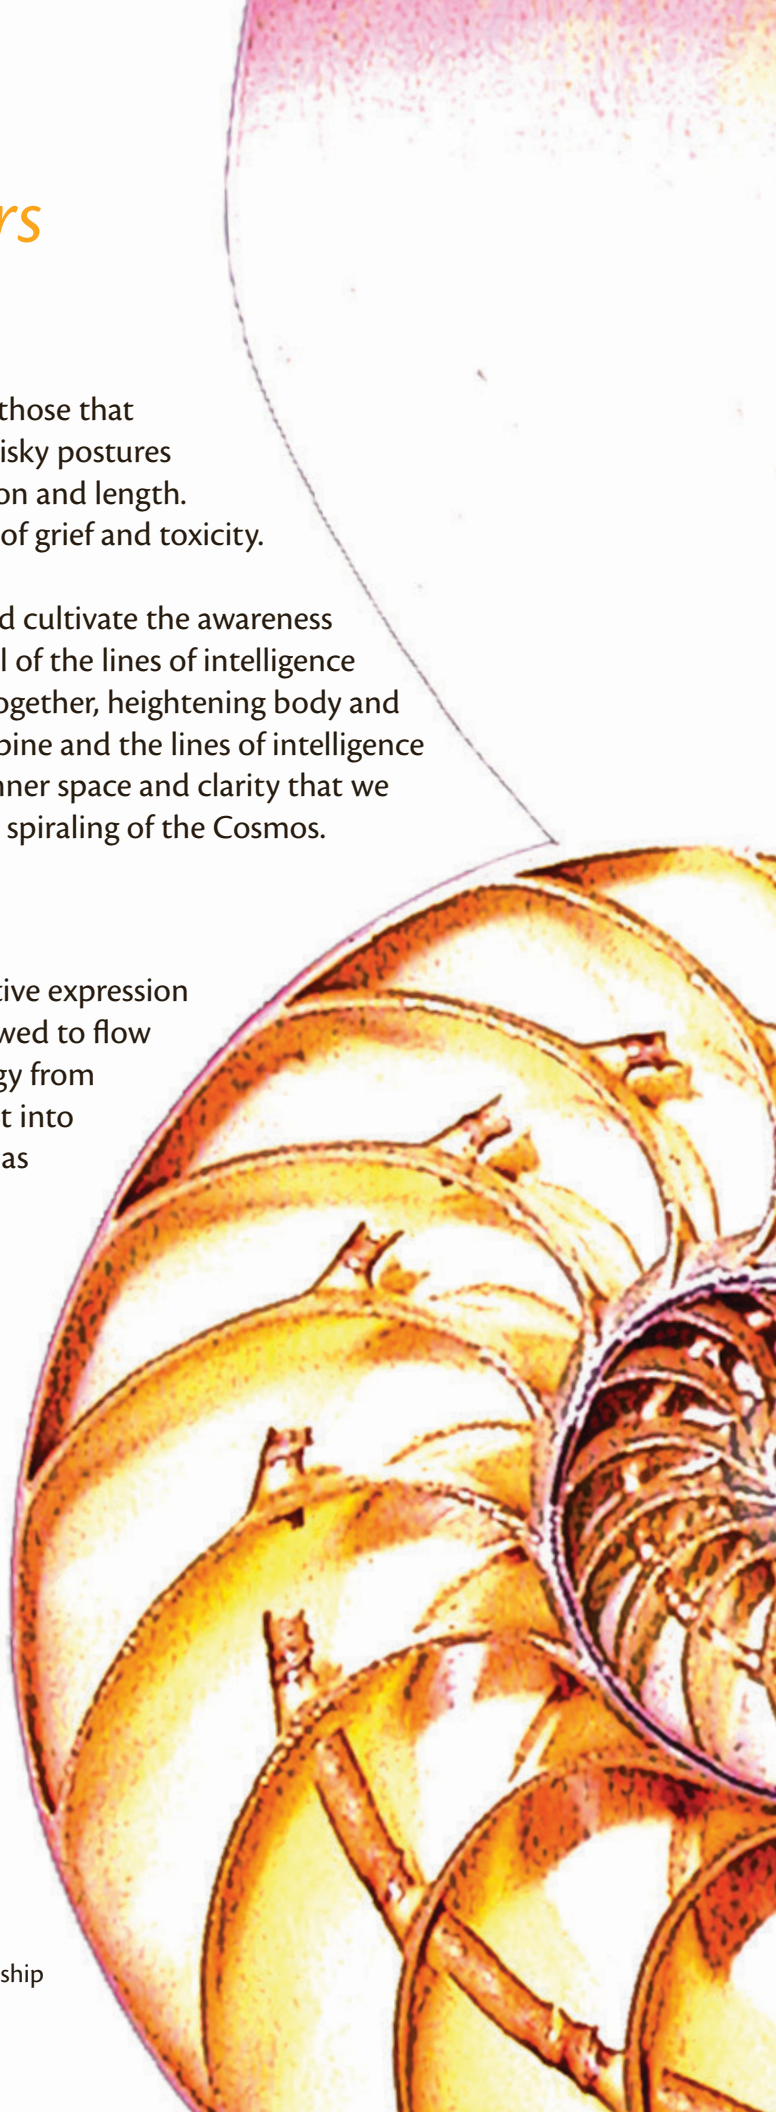 rs
those that
isky postures
on and length.
of grief and toxicity.
d cultivate the awareness
l of the lines of intelligence
ogether, heightening body and
pine and the lines of intelligence
nner space and clarity that we
spiraling of the Cosmos.
tive expression
wed to flow
gy from
t into
as
ship